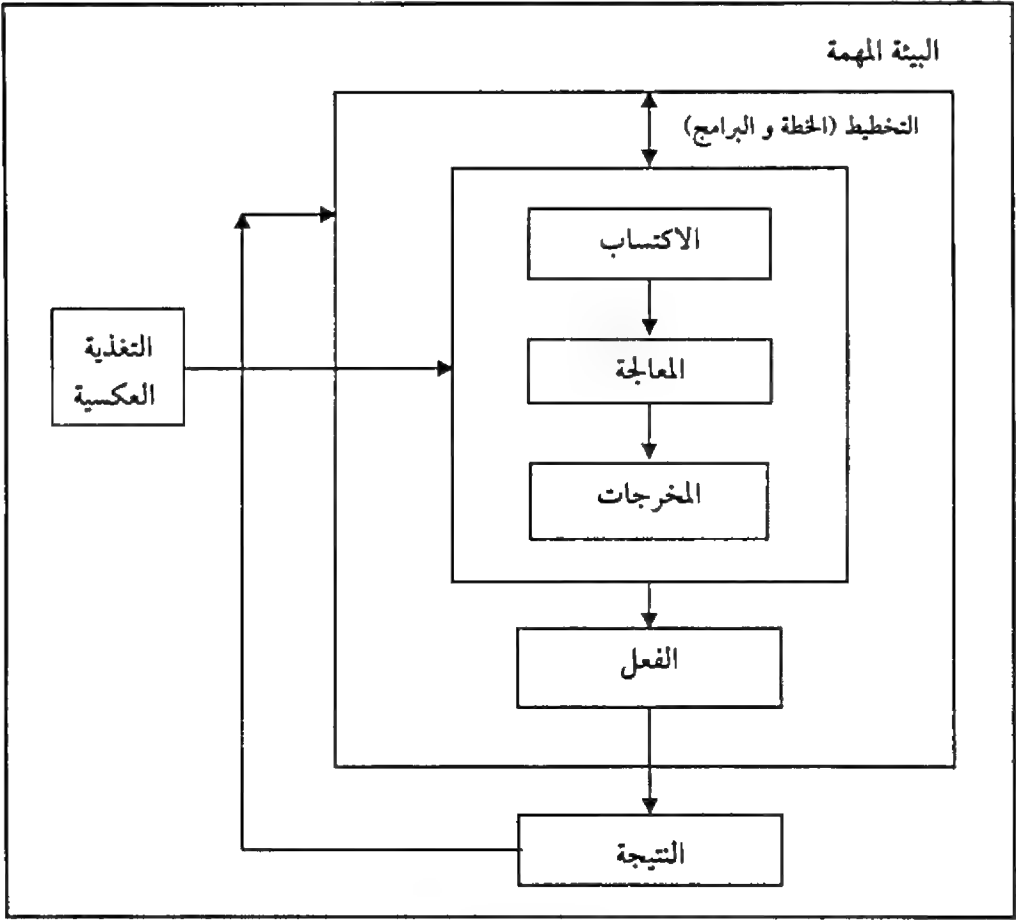 البيئة المهمة
التخطيط (الخطة و البرامج)
الاكتساب
المعالجة
التغذية
العكسية
المخرجات
الفعل
النتيجة